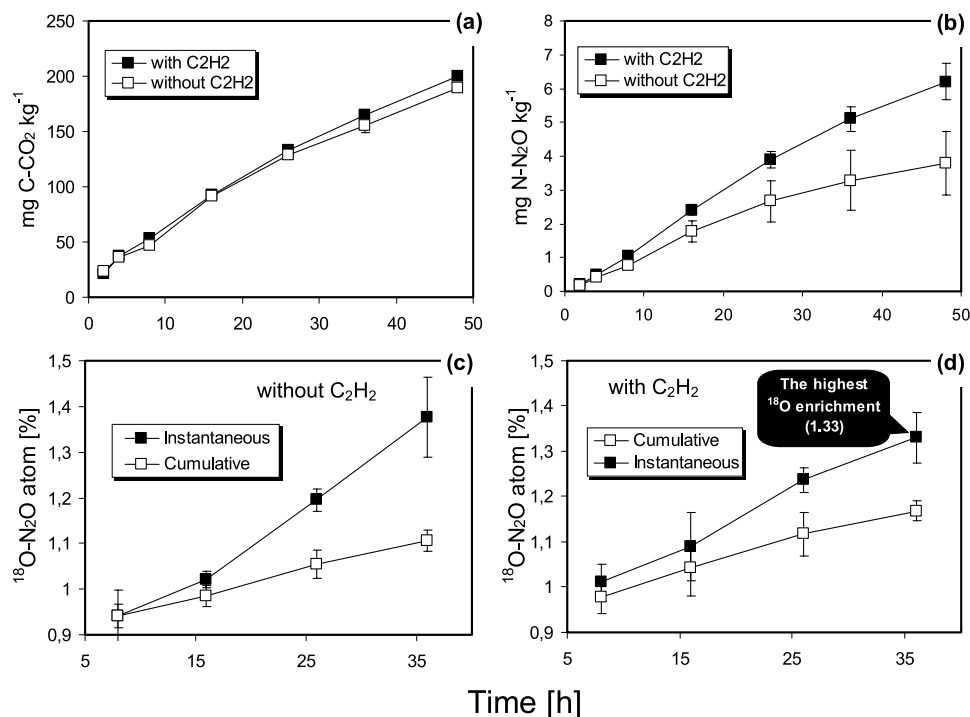 (a)
with C2H2
without C2H2
mg C-CO₂ kg⁻¹
250
200
150
100
50
0
0 10 20 30 40 50
(b)
with C2H2
without C2H2
mg N-N₂O kg⁻¹
7
6
5
4
3
2
1
0
0 10 20 30 40 50
(c)
without C₂H₂
Instantaneous
Cumulative
¹⁸O-N₂O atom [%]
1,5
1,4
1,3
1,2
1,1
1
0,9
5 15 25 35
(d)
with C₂H₂
The highest
¹⁸O enrichment
(1.33)
Cumulative
Instantaneous
¹⁸O-N₂O atom [%]
1,5
1,4
1,3
1,2
1,1
1
0,9
5 15 25 35
Time [h]